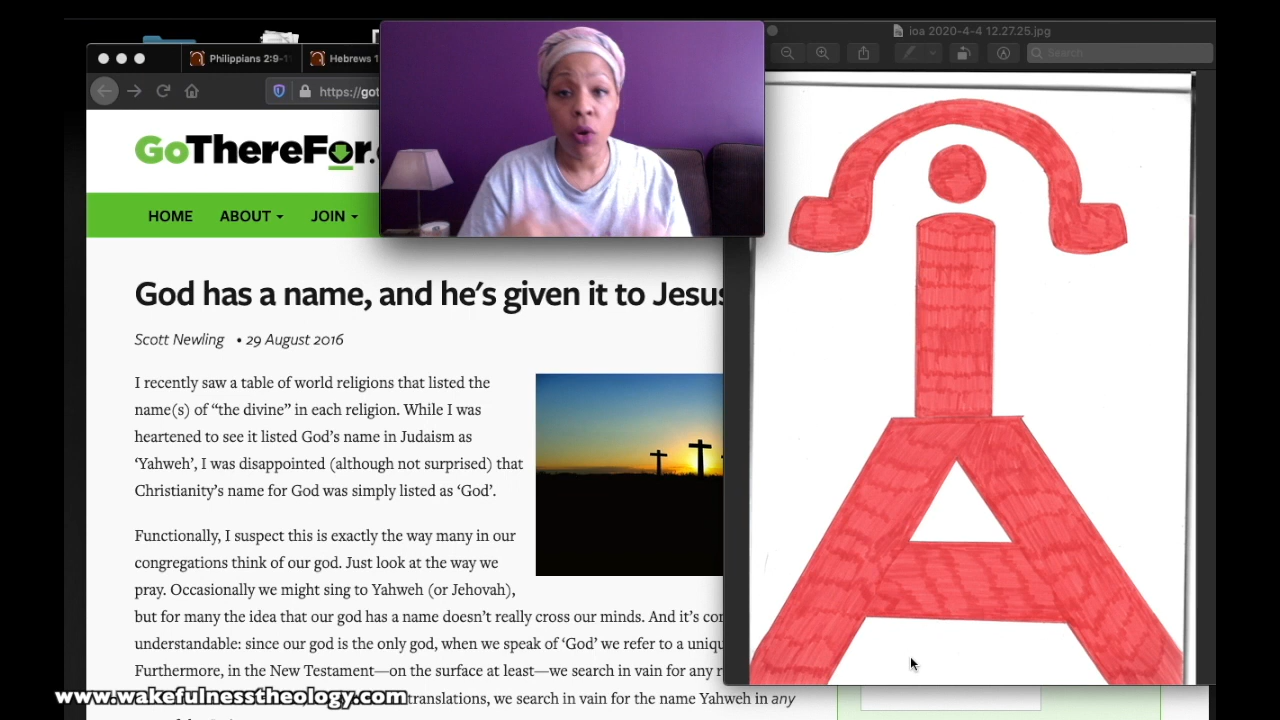 ioa 2020-4-4 12.27.25.jpg
Philippians 2:9-1
Hebrews 1
Search
https://got
GoThereFor.
HOME ABOUT JOIN
God has a name, and he's given it to Jesus
Scott Newling • 29 August 2016
I recently saw a table of world religions that listed the
name(s) of “the divine” in each religion. While I was
heartened to see it listed God’s name in Judaism as
‘Yahweh’, I was disappointed (although not surprised) that
Christianity’s name for God was simply listed as ‘God’.
Functionally, I suspect this is exactly the way many in our
congregations think of our god. Just look at the way we
pray. Occasionally we might sing to Yahweh (or Jehovah),
but for many the idea that our god has a name doesn’t really cross our minds. And it’s co
understandable: since our god is the only god, when we speak of ‘God’ we refer to a uniqu
Furthermore, in the New Testament—on the surface at least—we search in vain for any r
translations, we search in vain for the name Yahweh in any
www.wakefulnesstheology.com